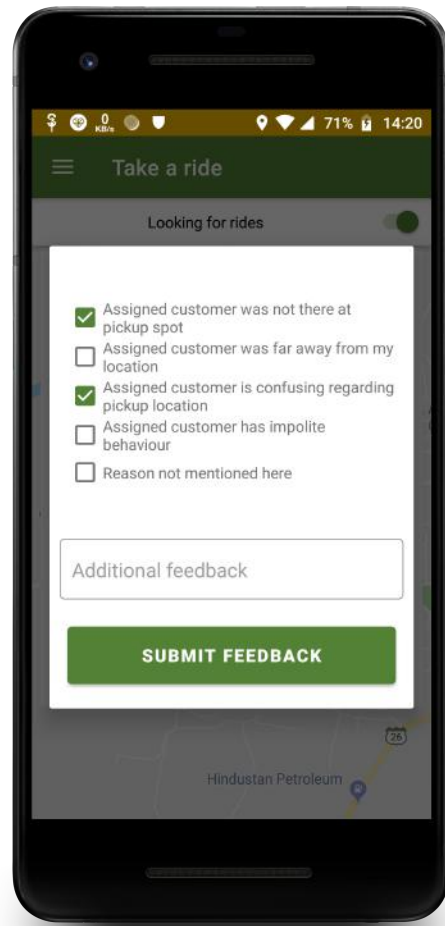 0
KB/s
71%
14:20
Take a ride
Looking for rides
Assigned customer was not there at
pickup spot
Assigned customer was far away from my
location
Assigned customer is confusing regarding
pickup location
Assigned customer has impolite
behaviour
Reason not mentioned here
Additional feedback
SUBMIT FEEDBACK
26
Hindustan Petroleum